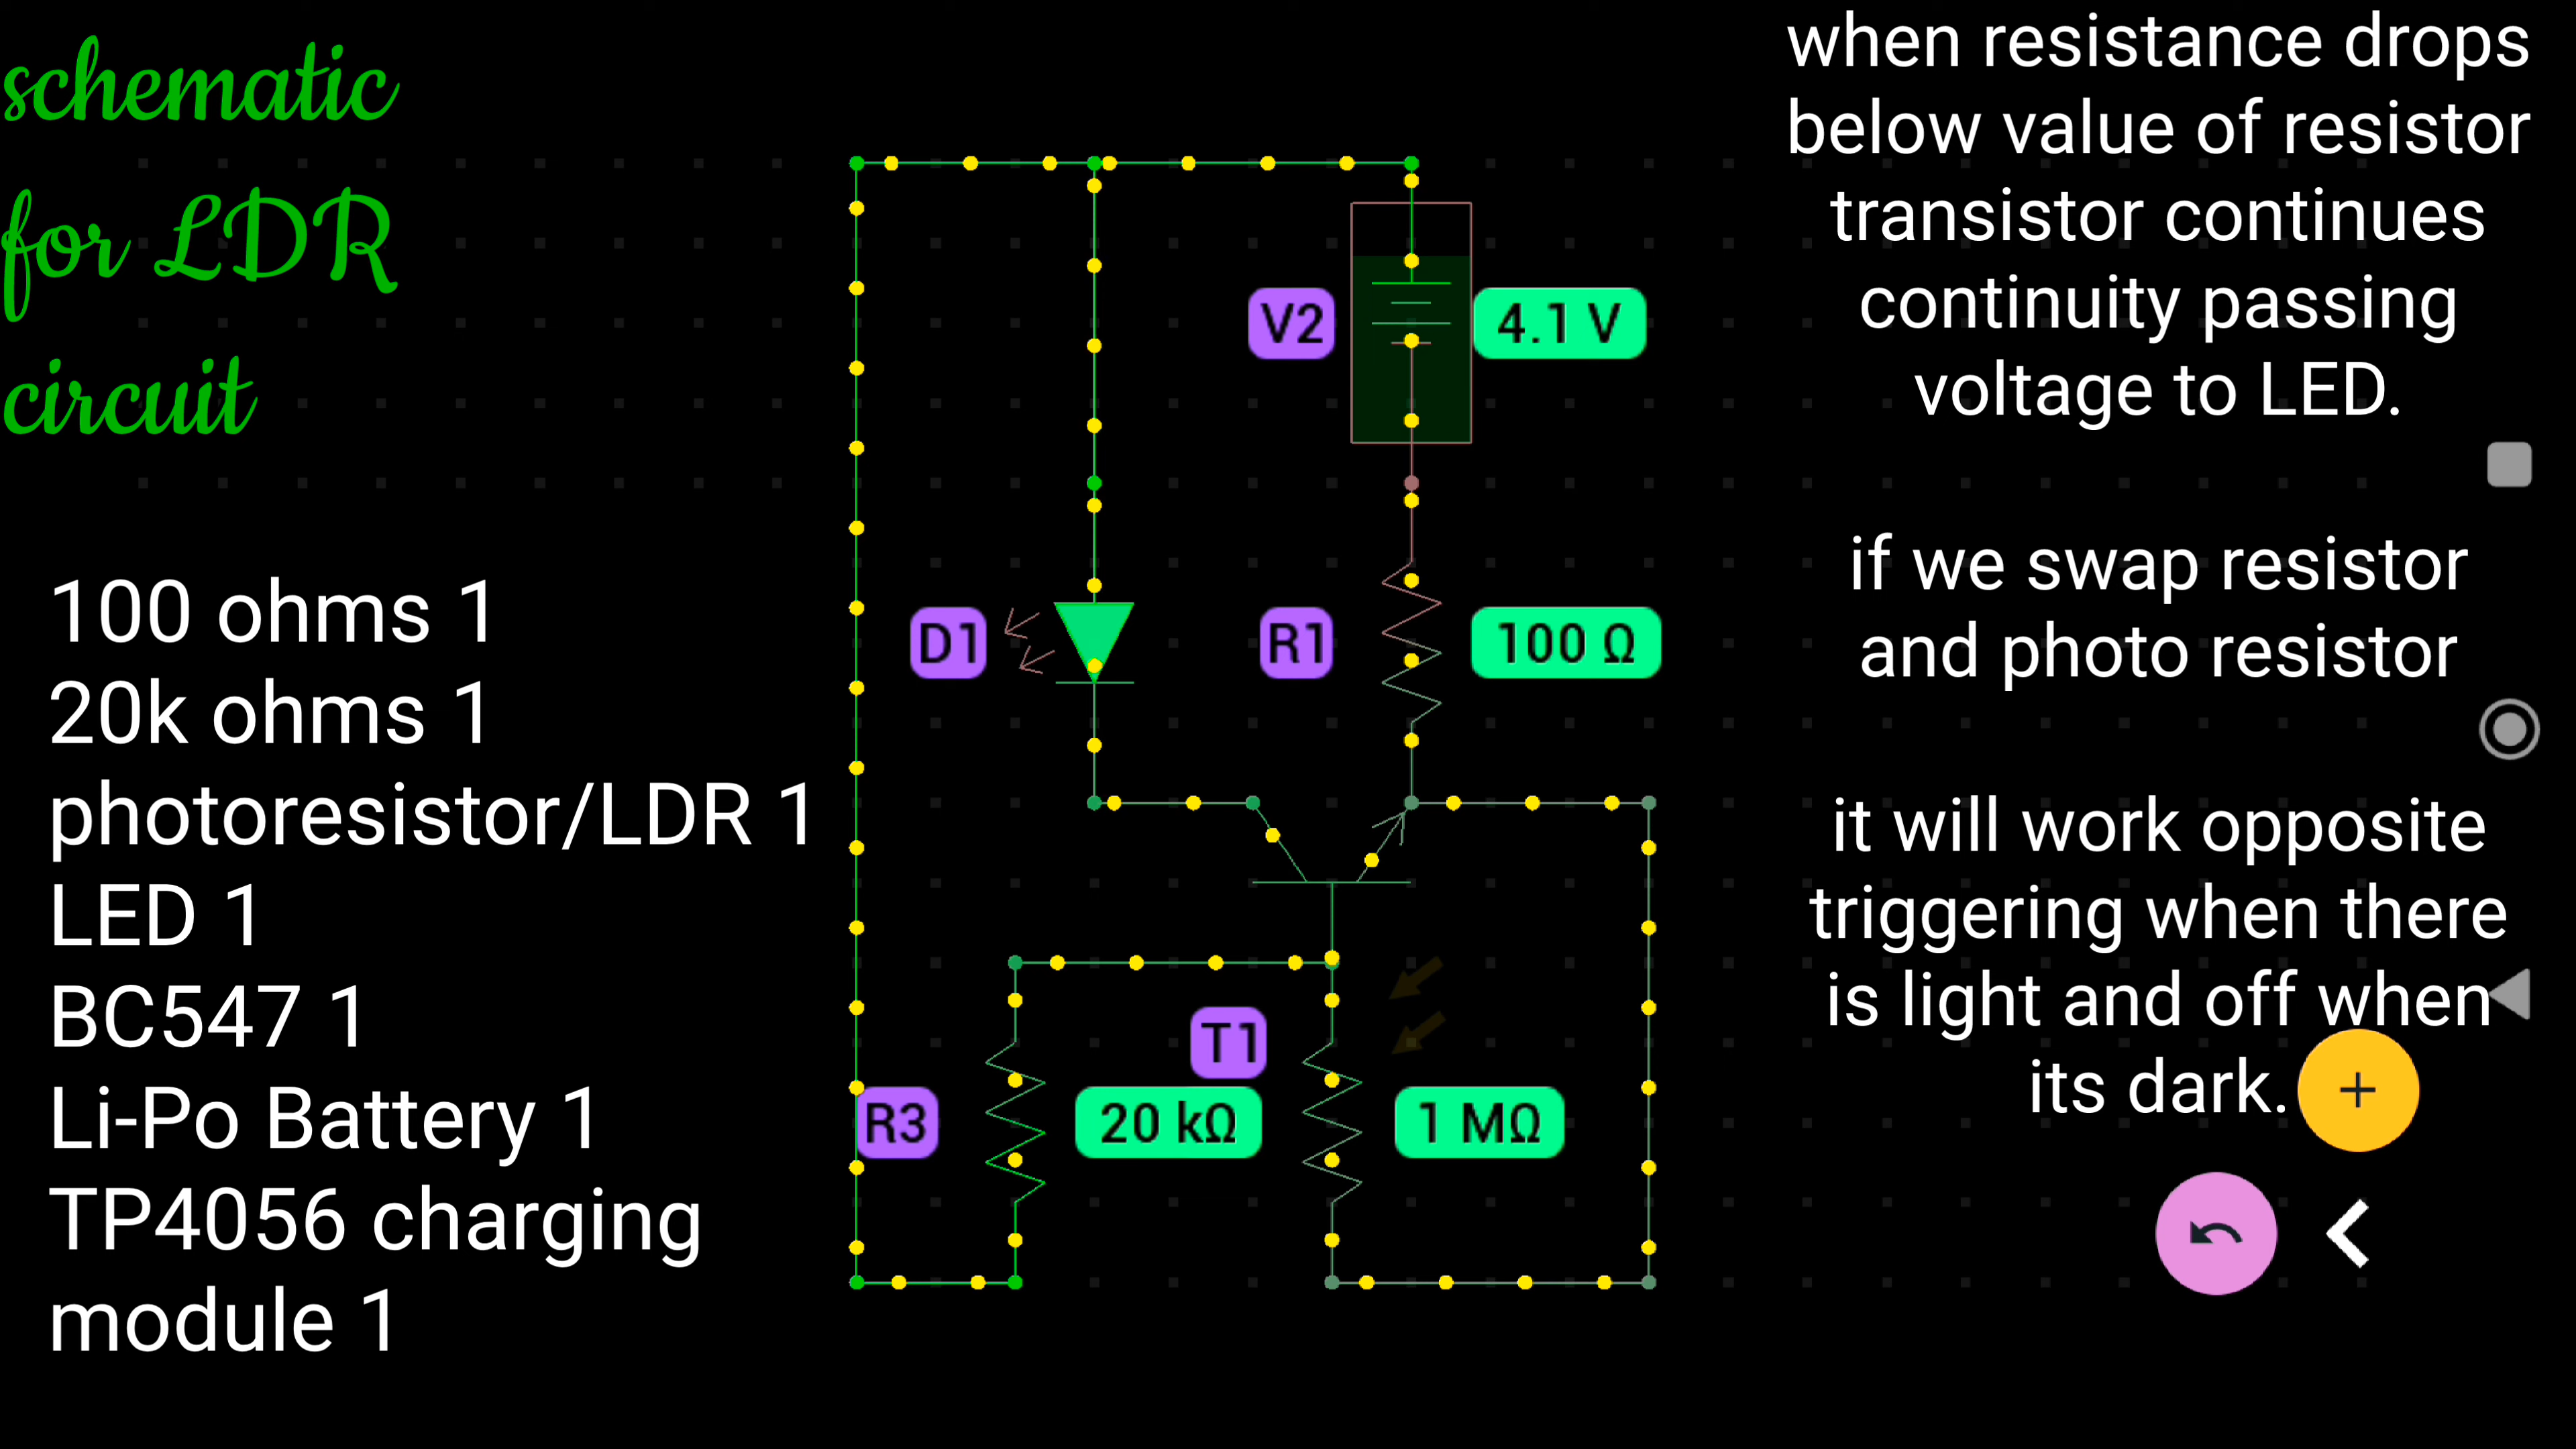 schematic
for LDR
circuit
100 ohms 1
20k ohms 1
photoresistor/LDR 1
LED 1
BC547 1
Li-Po Battery 1
TP4056 charging
module 1
V2
4.1 V
D1
R1
100 Ω
T1
R3
20 kΩ
1 MΩ
when resistance drops
below value of resistor
transistor continues
continuity passing
voltage to LED.
if we swap resistor
and photo resistor
it will work opposite
triggering when there
is light and off when
its dark.